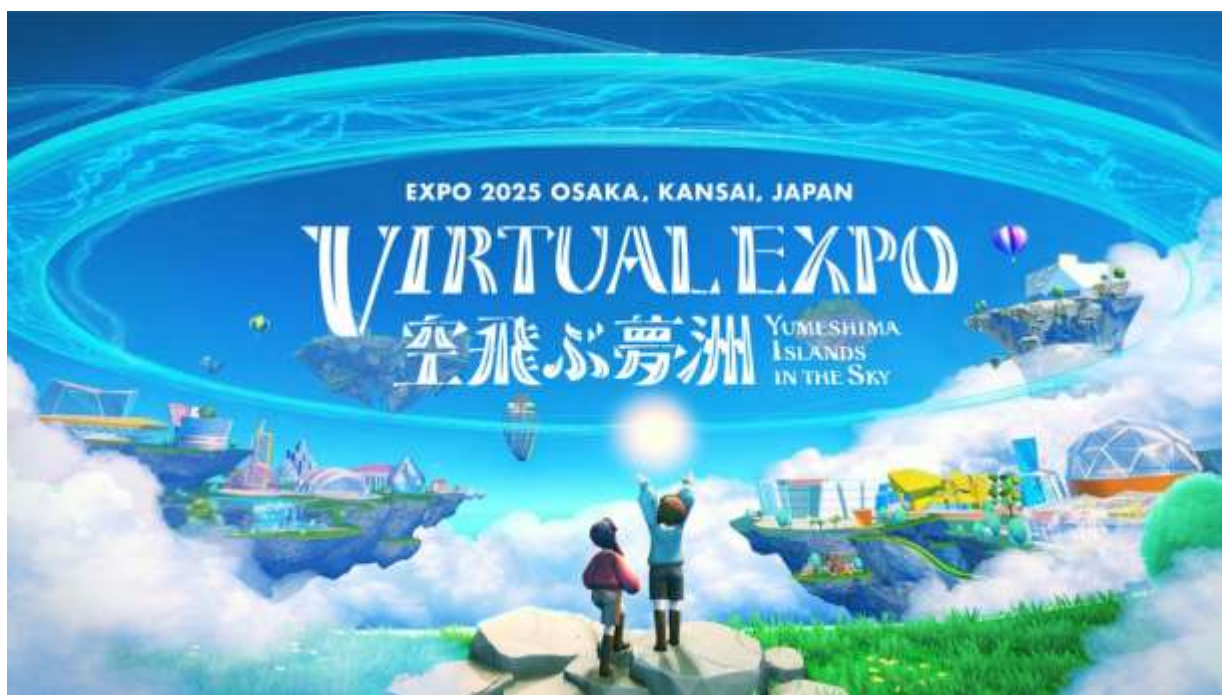 EXPO 2025 OSAKA, KANSAI, JAPAN
VIRTUAL EXPO
空飛ぶ夢洲
YUMESHIMA
ISLANDS
IN THE SKY